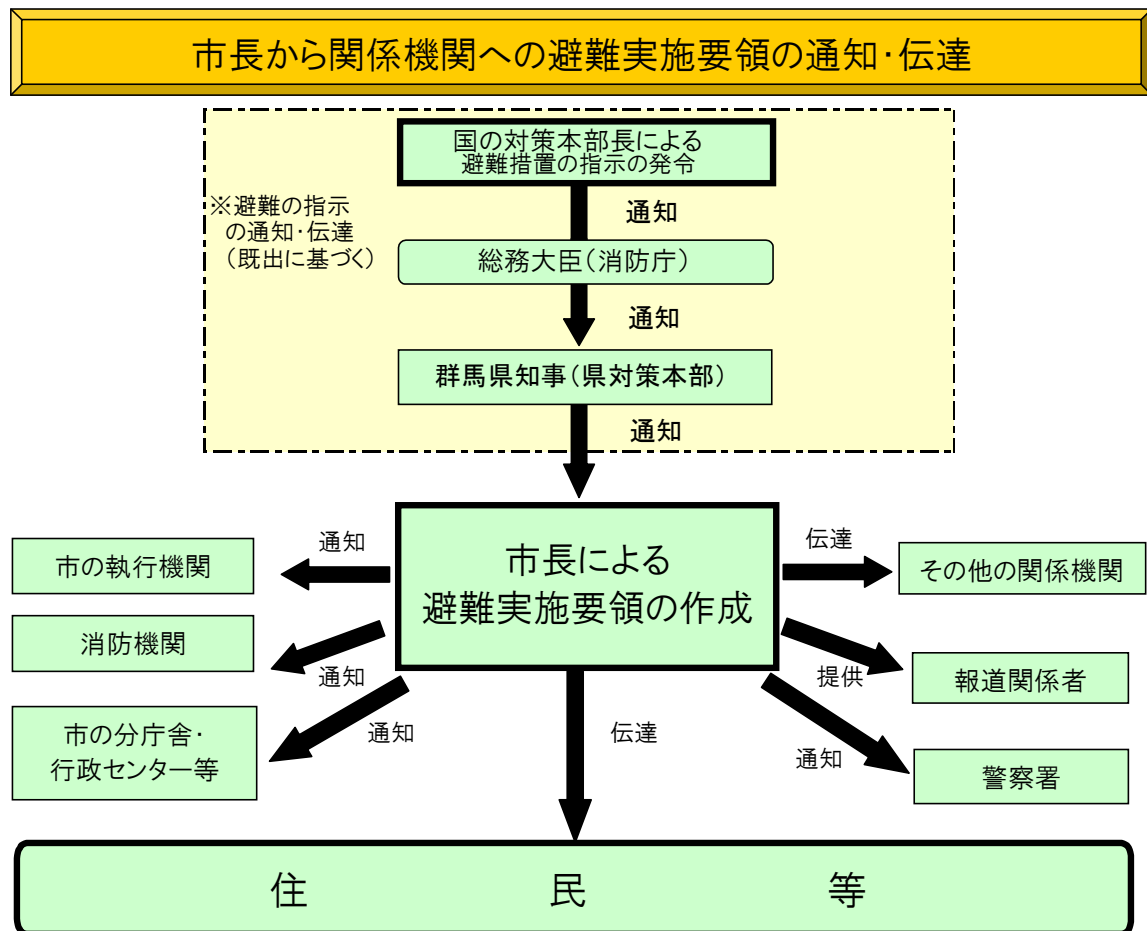 市長から関係機関への避難実施要領の通知・伝達
国の対策本部長による
避難措置の指示の発令
※避難の指示
の通知・伝達
（既出に基づく）
通知
総務大臣（消防庁）
通知
群馬県知事（県対策本部）
通知
市長による
避難実施要領の作成
市の執行機関
通知
消防機関
通知
市の分庁舎・
行政センター等
通知
伝達
伝達
その他の関係機関
提供
報道関係者
通知
警察署
住民等